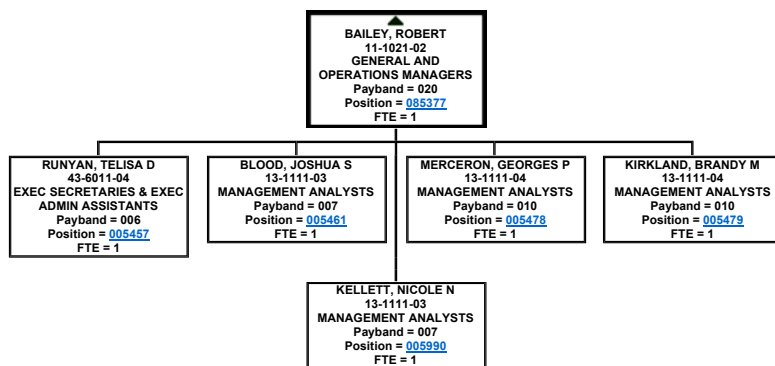 BAILEY, ROBERT
11-1021-02
GENERAL AND
OPERATIONS MANAGERS
Payband = 020
Position = 085377
FTE = 1
RUNYAN, TELISA D
43-6011-04
EXEC SECRETARIES & EXEC
ADMIN ASSISTANTS
Payband = 006
Position = 005457
FTE = 1
BLOOD, JOSHUA S
13-1111-03
MANAGEMENT ANALYSTS
Payband = 007
Position = 005461
FTE = 1
MERCERON, GEORGES P
13-1111-04
MANAGEMENT ANALYSTS
Payband = 010
Position = 005478
FTE = 1
KIRKLAND, BRANDY M
13-1111-04
MANAGEMENT ANALYSTS
Payband = 010
Position = 005479
FTE = 1
KELLETT, NICOLE N
13-1111-03
MANAGEMENT ANALYSTS
Payband = 007
Position = 005990
FTE = 1